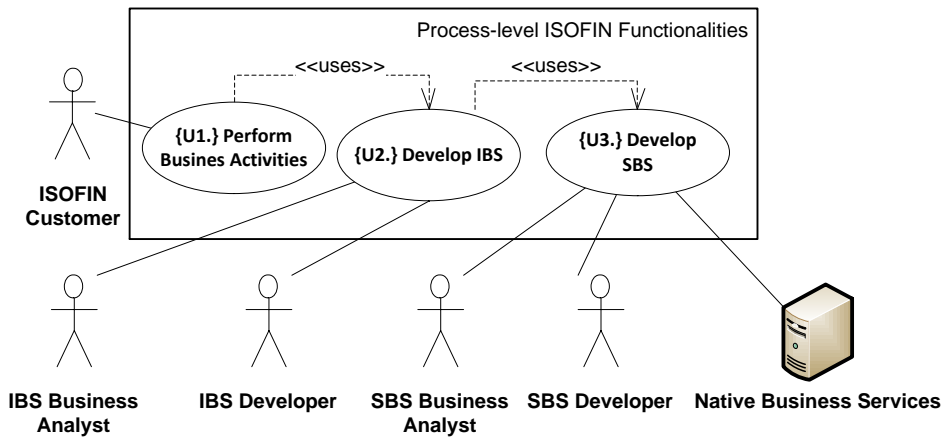 Process-level ISOFIN Functionalities
<<uses>>
<<uses>>
{U1.} Perform
Busines Activities
{U2.} Develop IBS
{U3.} Develop
SBS
ISOFIN
Customer
IBS Business
Analyst
IBS Developer
SBS Business
Analyst
SBS Developer
Native Business Services